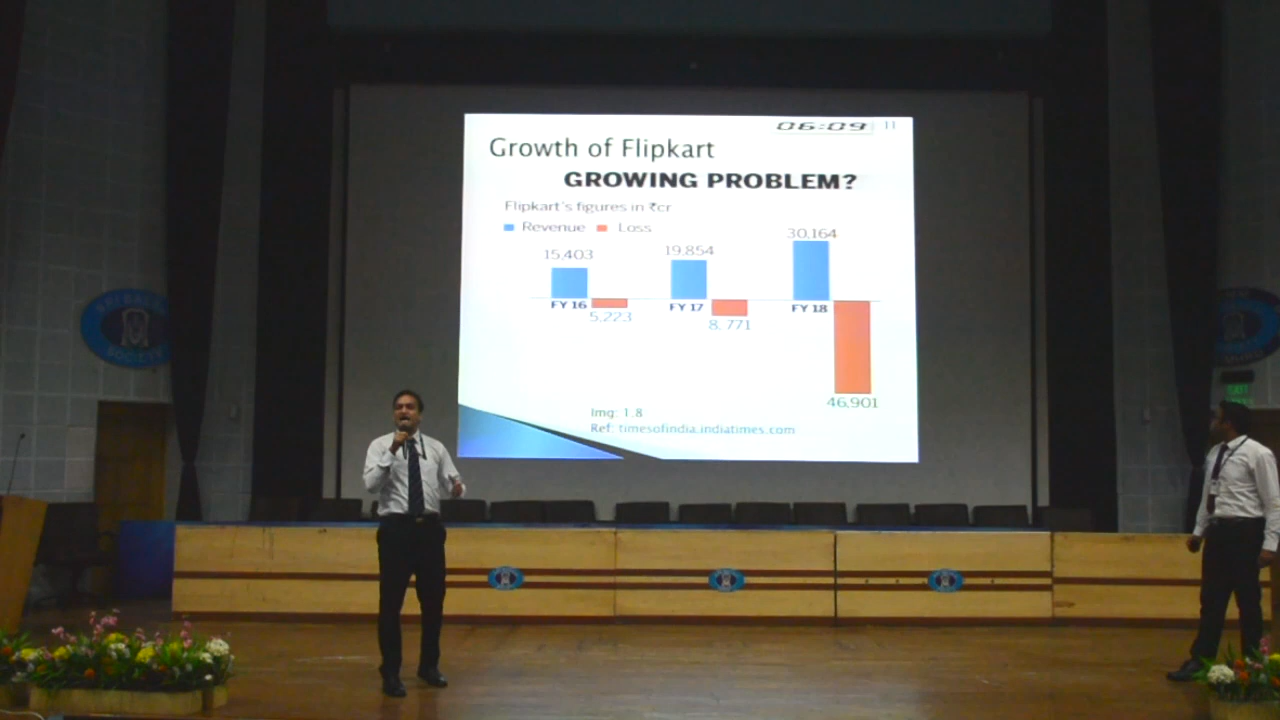 06:09 11
Growth of Flipkart
GROWING PROBLEM?
Flipkart's figures in ₹cr
Revenue Loss
15,403 19,854 30,164
FY 16 FY 17 FY 18
5,223 8,771 46,901
Img: 1.8
Ref: timesofindia.indiatimes.com
SOCIETY
EXIT